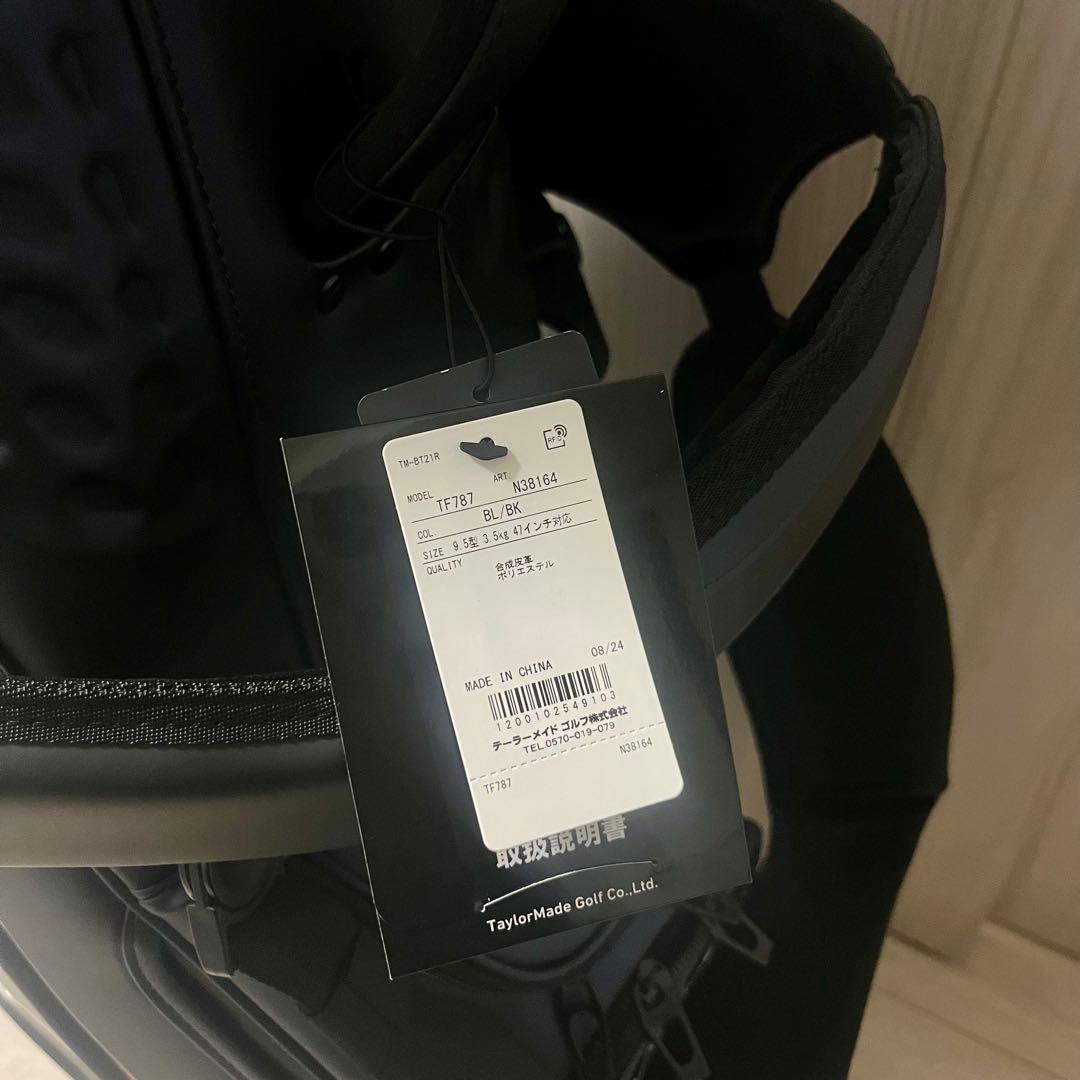 TM-BT21R
RFID
MODEL TF787 ART. N38164
COL. BL/BK
SIZE 9.5型 3.5kg 47インチ対応
QUALITY 合成皮革
ポリエステル
MADE IN CHINA 08/24
1200102549103
テーラーメイド ゴルフ株式会社
TEL.0570-019-079
TF787 N38164
取扱説明書
TaylorMade Golf Co.,Ltd.